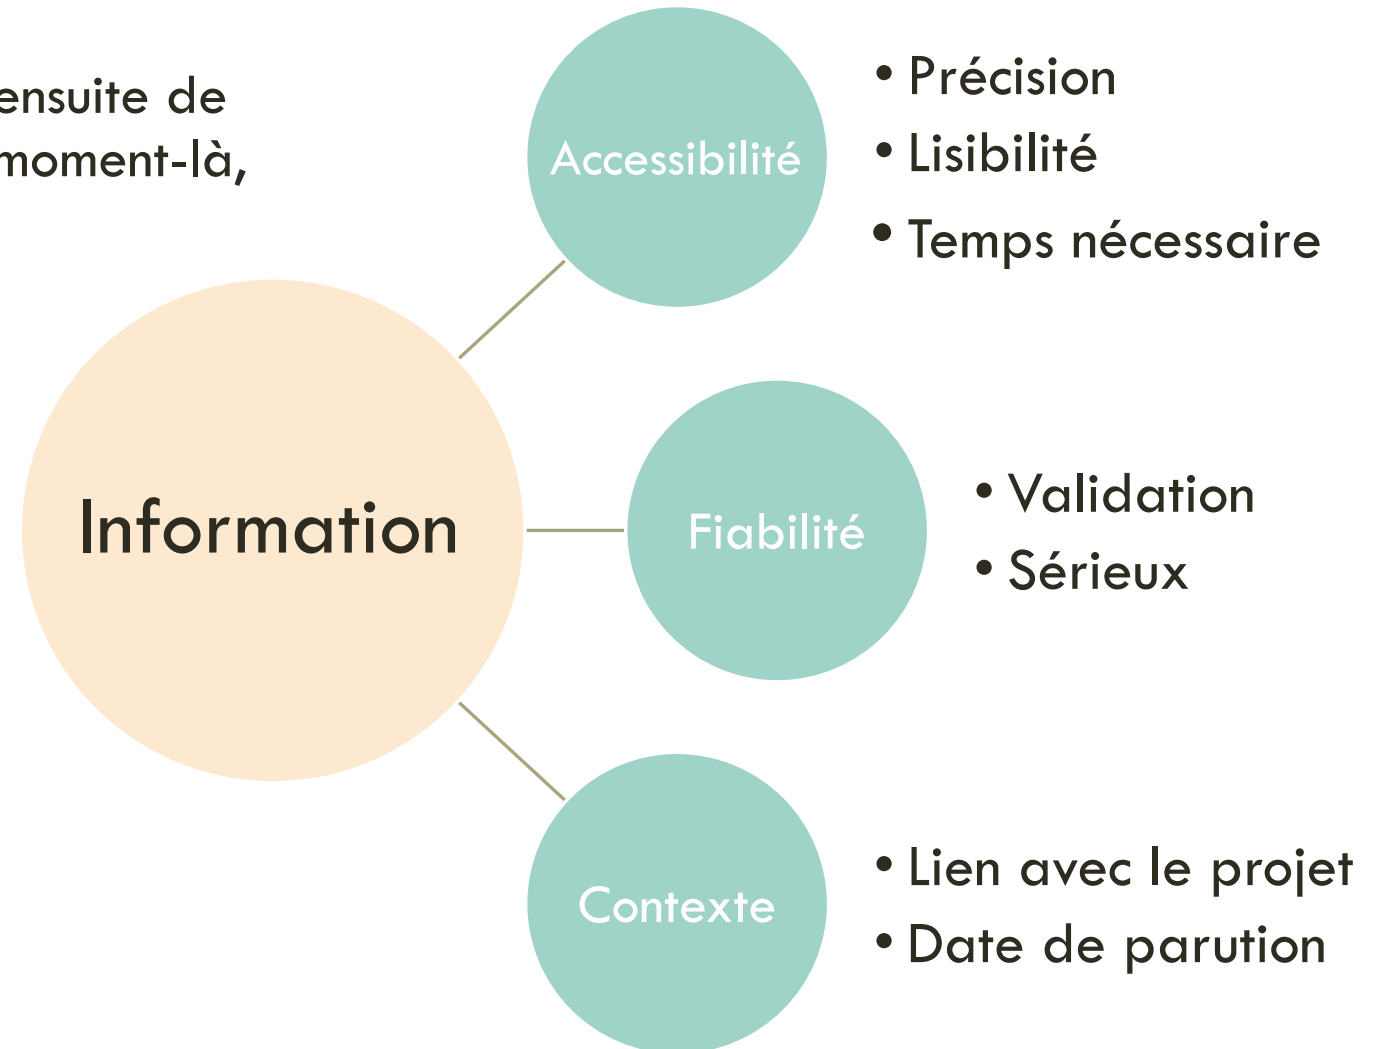 ensuite de
moment-là,
Accessibilité
• Précision
• Lisibilité
• Temps nécessaire
Information
Fiabilité
• Validation
• Sérieux
Contexte
• Lien avec le projet
• Date de parution